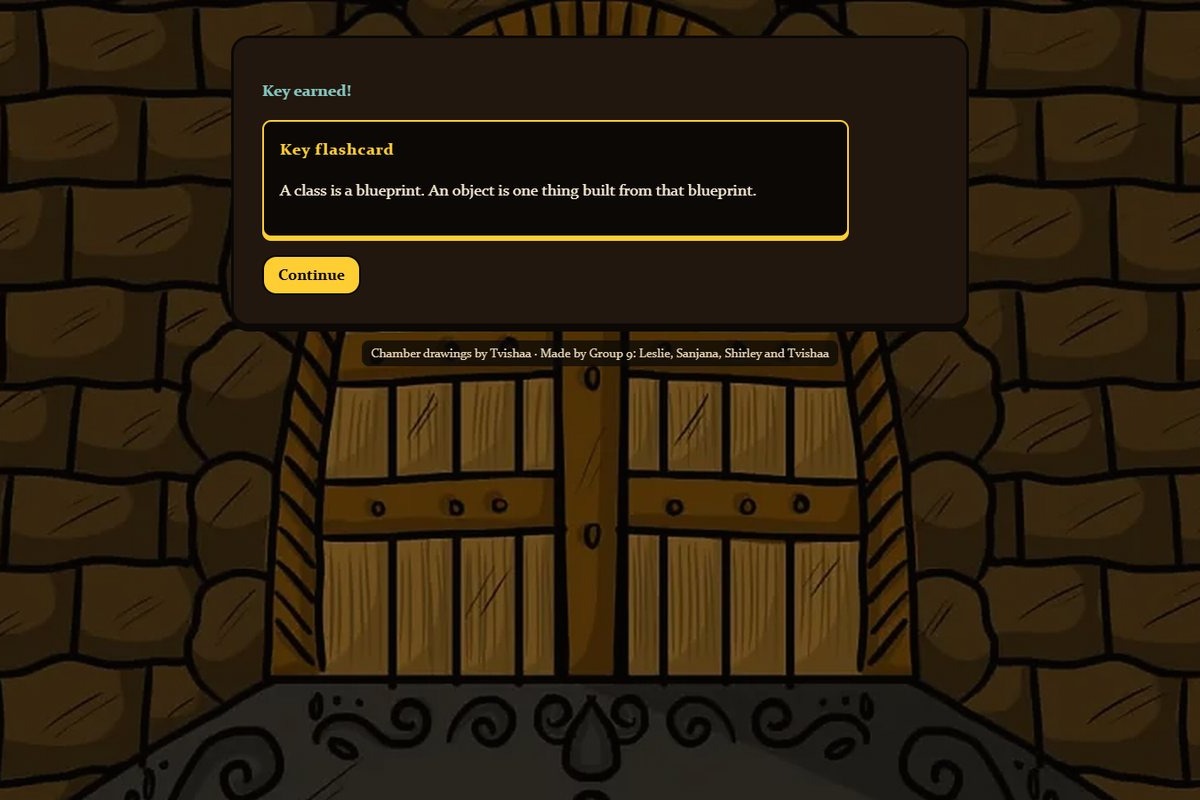 Key earned!
Key flashcard
A class is a blueprint. An object is one thing built from that blueprint.
Continue
Chamber drawings by Tvishaa · Made by Group 9: Leslie, Sanjana, Shirley and Tvishaa